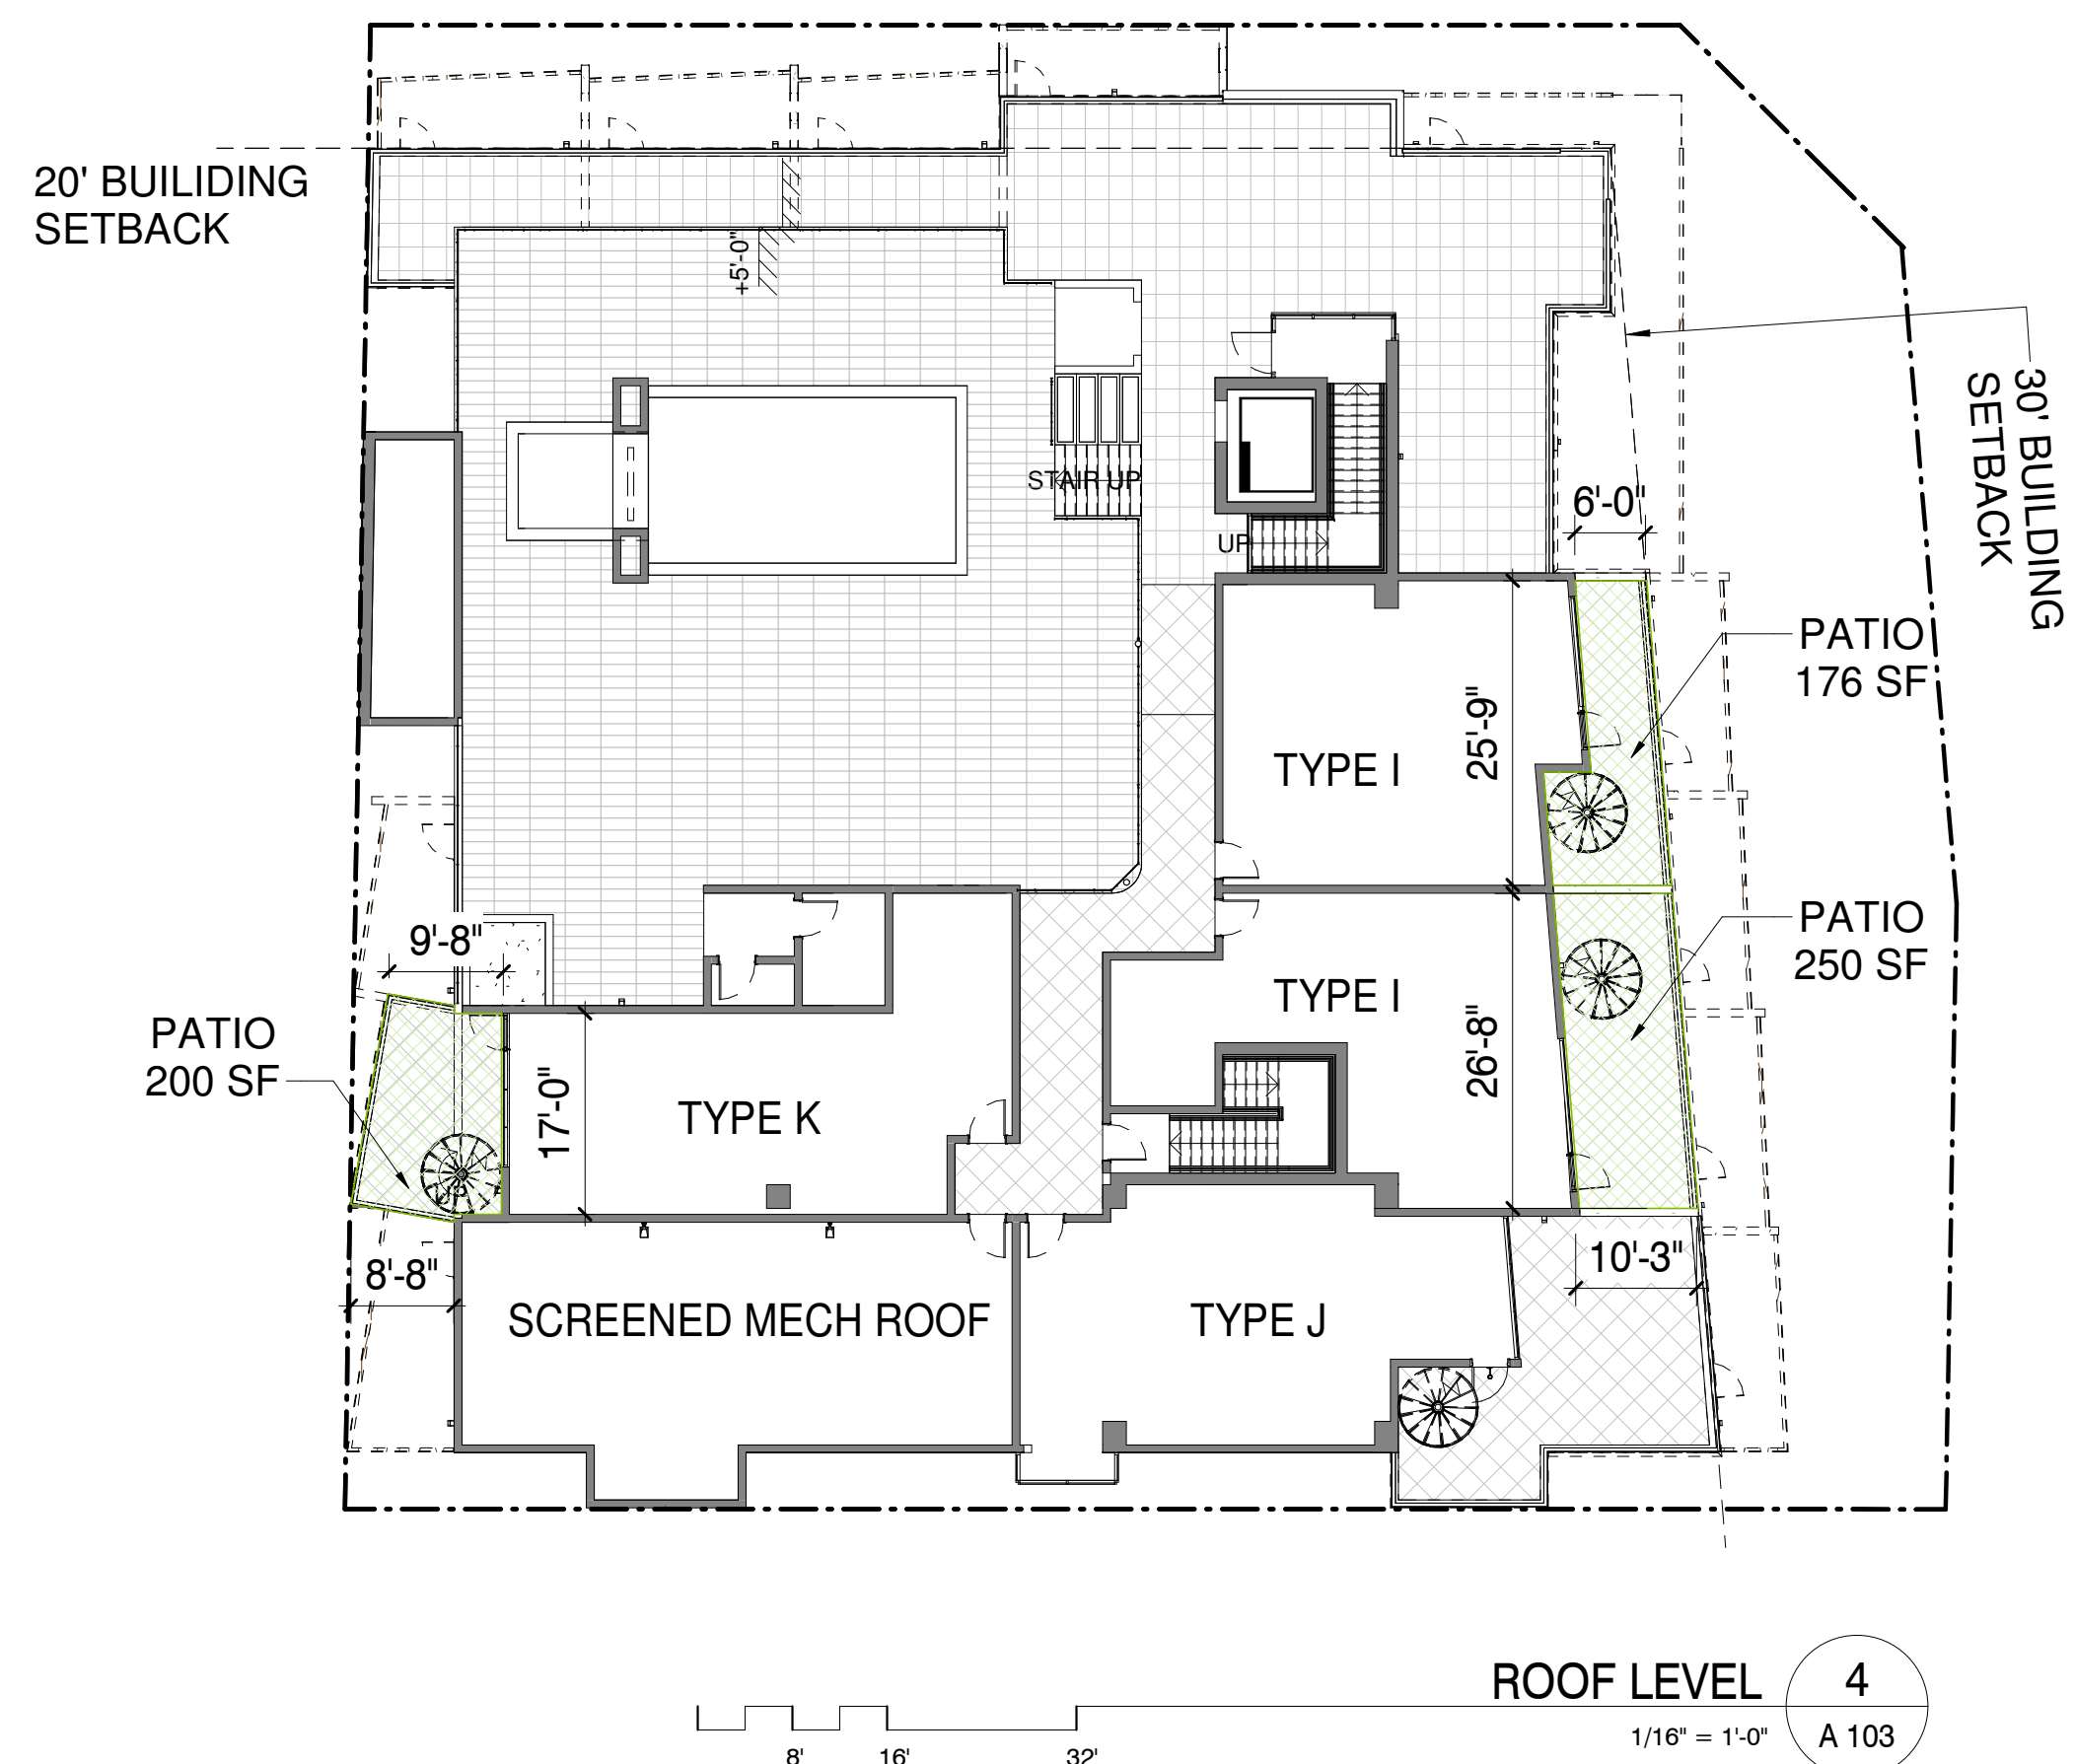 20' BUILIDING
SETBACK
+5'-0"
30' BUILDING
SETBACK
STAIR UP
6'-0"
UP
PATIO
176 SF
25'-9"
TYPE I
PATIO
250 SF
9'-8"
TYPE I
26'-8"
PATIO
200 SF
17'-0"
TYPE K
UP
8'-8"
10'-3"
SCREENED MECH ROOF
TYPE J
ROOF LEVEL
4
1/16" = 1'-0"
A 103
8'
16'
32'